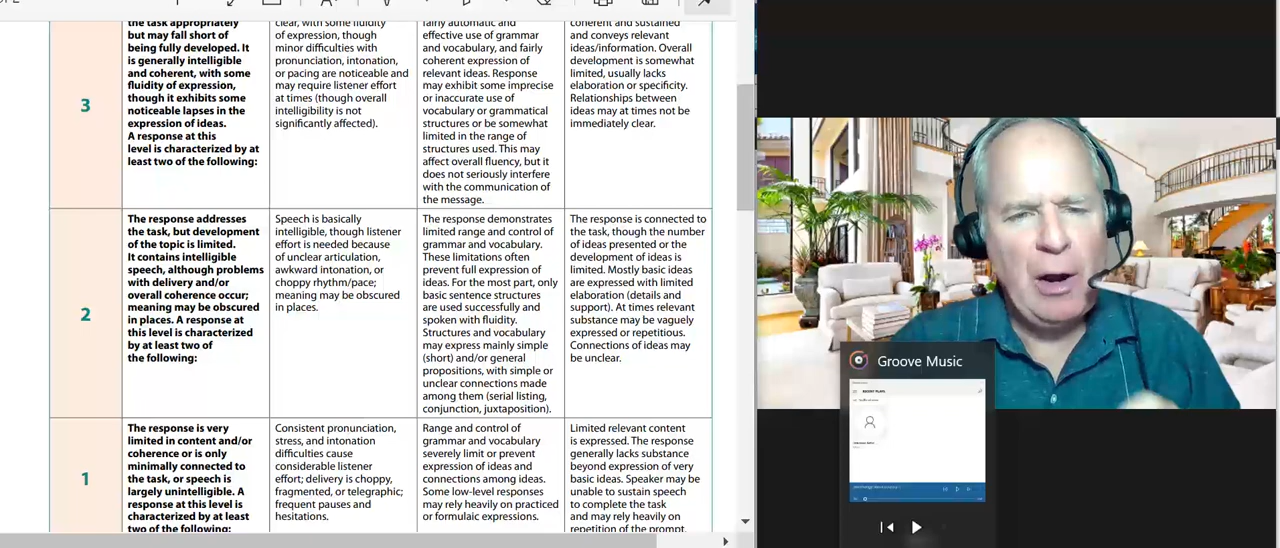 the task appropriately
but may fall short of
being fully developed. It
is generally intelligible
and coherent, with some
fluidity of expression,
though it exhibits some
noticeable lapses in the
expression of ideas.
A response at this
level is characterized by at
least two of the following:
clear, with some fluidity
of expression, though
minor difficulties with
pronunciation, intonation,
or pacing are noticeable and
may require listener effort
at times (though overall
intelligibility is not
significantly affected).
fairly automatic and
effective use of grammar
and vocabulary, and fairly
coherent expression of
relevant ideas. Response
may exhibit some imprecise
or inaccurate use of
vocabulary or grammatical
structures or be somewhat
limited in the range of
structures used. This may
affect overall fluency, but it
does not seriously interfere
with the communication of
the message.
coherent and sustained
and conveys relevant
ideas/information. Overall
development is somewhat
limited, usually lacks
elaboration or specificity.
Relationships between
ideas may at times not be
immediately clear.
3
The response addresses
the task, but development
of the topic is limited.
It contains intelligible
speech, although problems
with delivery and/or
overall coherence occur;
meaning may be obscured
in places. A response at
this level is characterized
by at least two of
the following:
Speech is basically
intelligible, though listener
effort is needed because
of unclear articulation,
awkward intonation, or
choppy rhythm/pace;
meaning may be obscured
in places.
The response demonstrates
limited range and control of
grammar and vocabulary.
These limitations often
prevent full expression of
ideas. For the most part, only
basic sentence structures
are used successfully and
spoken with fluidity.
Structures and vocabulary
may express mainly simple
(short) and/or general
propositions, with simple or
unclear connections made
among them (serial listing,
conjunction, juxtaposition).
The response is connected to
the task, though the number
of ideas presented or the
development of ideas is
limited. Mostly basic ideas
are expressed with limited
elaboration (details and
support). At times relevant
substance may be vaguely
expressed or repetitious.
Connections of ideas may
be unclear.
2
The response is very
limited in content and/or
coherence or is only
minimally connected to
the task, or speech is
largely unintelligible. A
response at this level is
characterized by at least
two of the following:
Consistent pronunciation,
stress, and intonation
difficulties cause
considerable listener
effort; delivery is choppy,
fragmented, or telegraphic;
frequent pauses and
hesitations.
Range and control of
grammar and vocabulary
severely limit or prevent
expression of ideas and
connections among ideas.
Some low-level responses
may rely heavily on practiced
or formulaic expressions.
Limited relevant content
is expressed. The response
generally lacks substance
beyond expression of very
basic ideas. Speaker may be
unable to sustain speech
to complete the task
and may rely heavily on
repetition of the prompt.
1
Groove Music